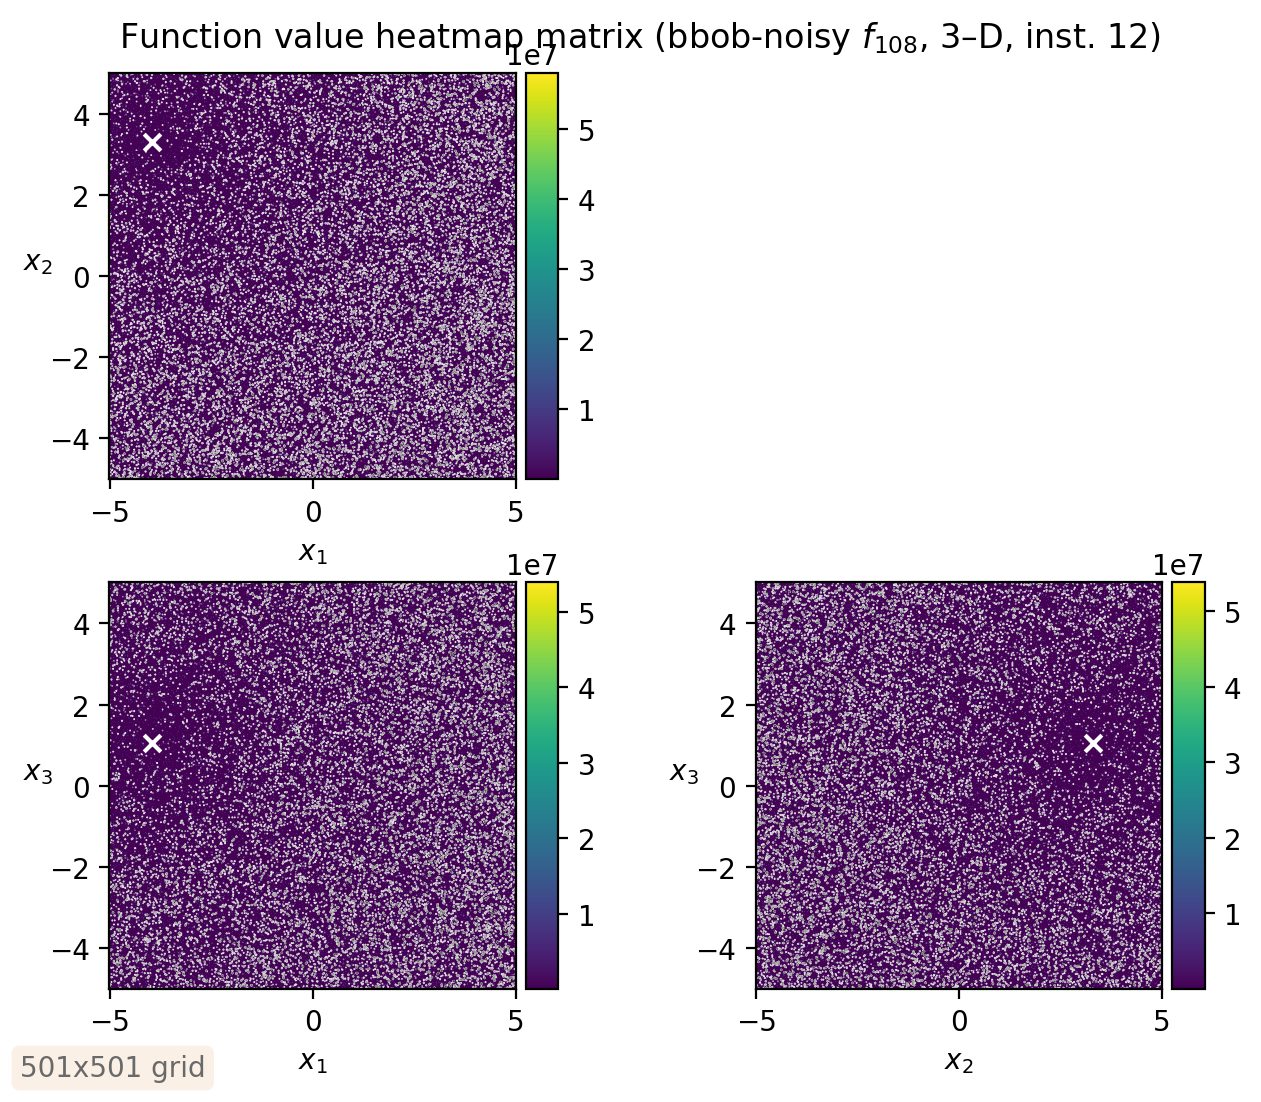 Function value heatmap matrix (bbob-noisy f₁₀₈, 3–D, inst. 12)
1e7
4
2
0
−2
−4
x₂
−5 0 5
x₁
5
4
3
2
1
1e7
4
2
0
−2
−4
x₃
−5 0 5
x₁
5
4
3
2
1
1e7
4
2
0
−2
−4
x₃
−5 0 5
x₂
5
4
3
2
1
501x501 grid